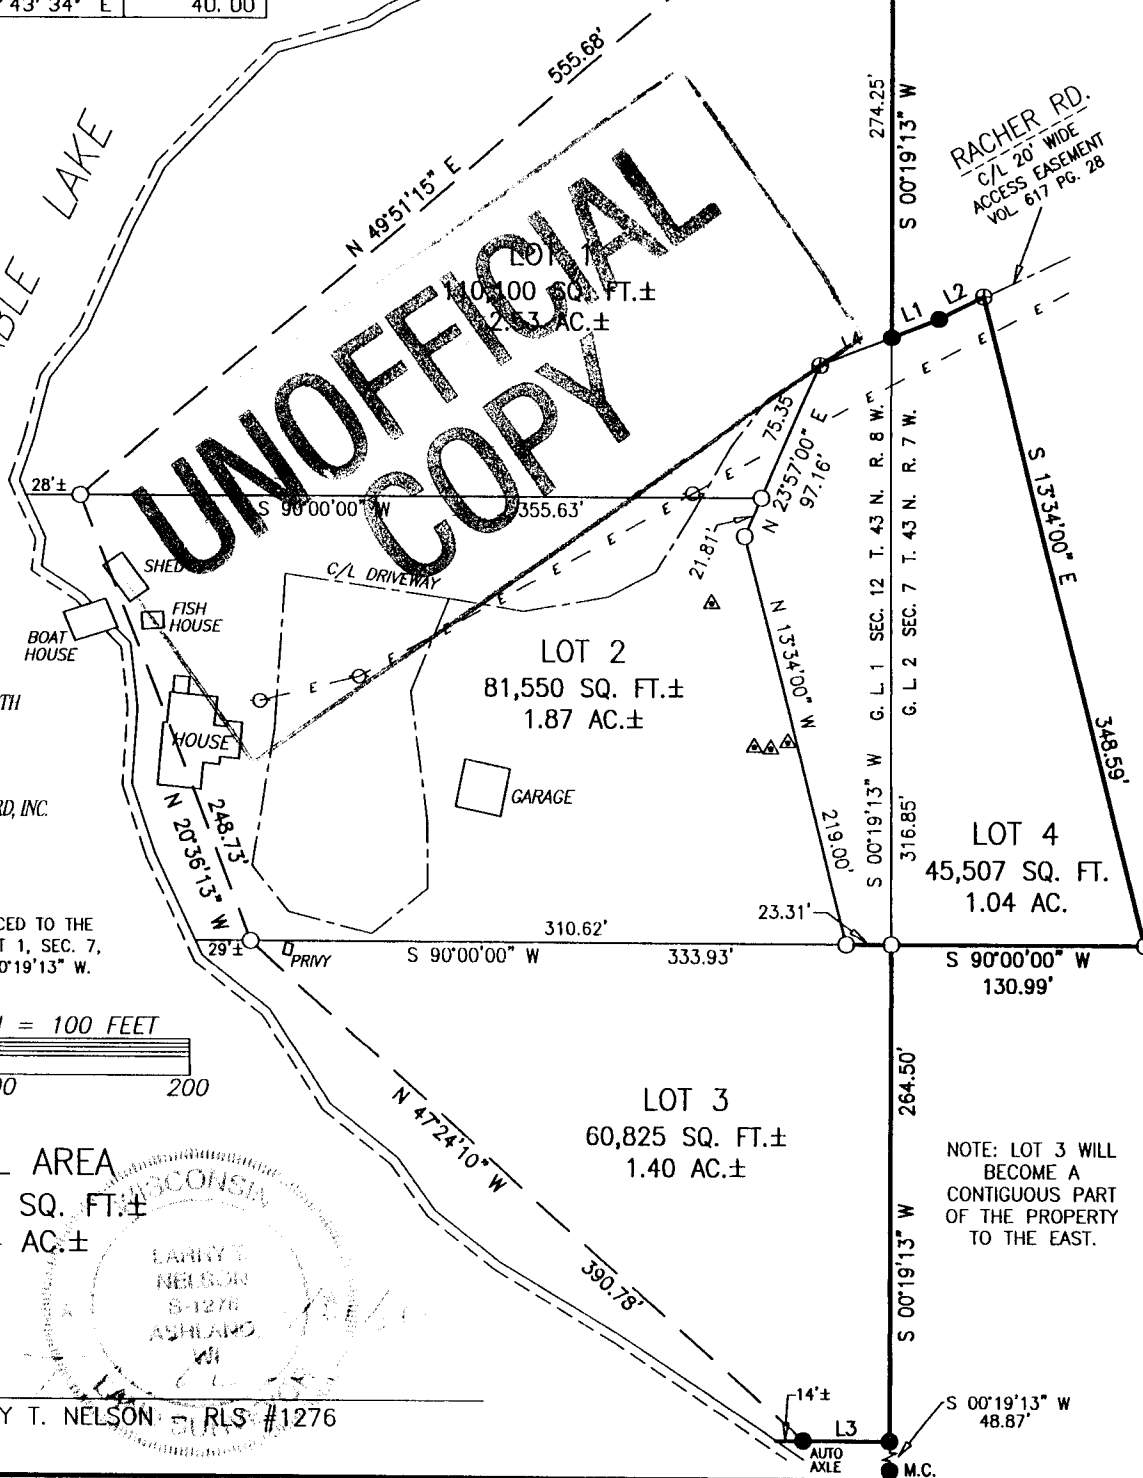 43'34" E 40.00
555.68'
N 49°51'15" E
LAKE
274.25'
S 00°19'13" W
RACHER RD.
C/L 20' WIDE
ACCESS EASEMENT
VOL. 617 PG. 28
LOT 1
110,100 SQ. FT.±
2.53 AC.±
UNOFFICIAL
COPY
L1
L2
L4
75.35'
N 23°57'00" E
97.16'
21.81'
28'±
S 90°00'00" W
355.63'
SHED
FISH
HOUSE
BOAT
HOUSE
C/L DRIVEWAY
E
E
E
E
E
E
E
E
E
E
E
LOT 2
81,550 SQ. FT.±
1.87 AC.±
N 13°34'00" W
219.00'
G. L. 1 SEC. 12 T. 43 N. R. 8 W.
G. L. 2 SEC. 7 T. 43 N. R. 7 W.
S 00°19'13" W
316.85'
S 13°34'00" E
348.59'
HOUSE
GARAGE
RD, INC.
N 20°36'13" W
248.73'
LOT 4
45,507 SQ. FT.
1.04 AC.
23.31'
CED TO THE
T 1, SEC. 7,
0°19'13" W.
29'±
PRIVY
310.62'
S 90°00'00" W
333.93'
S 90°00'00" W
130.99'
= 100 FEET
200
N 47°24'10" W
390.78'
LOT 3
60,825 SQ. FT.±
1.40 AC.±
264.50'
S 00°19'13" W
NOTE: LOT 3 WILL
BECOME A
CONTIGUOUS PART
OF THE PROPERTY
TO THE EAST.
AREA
SQ. FT.±
AC.±
WISCONSIN
LARRY T.
NELSON
S-1276
ASHLAND,
WI
Y T. NELSON - RLS #1276
14'±
L3
AUTO
AXLE
S 00°19'13" W
48.87'
M.C.